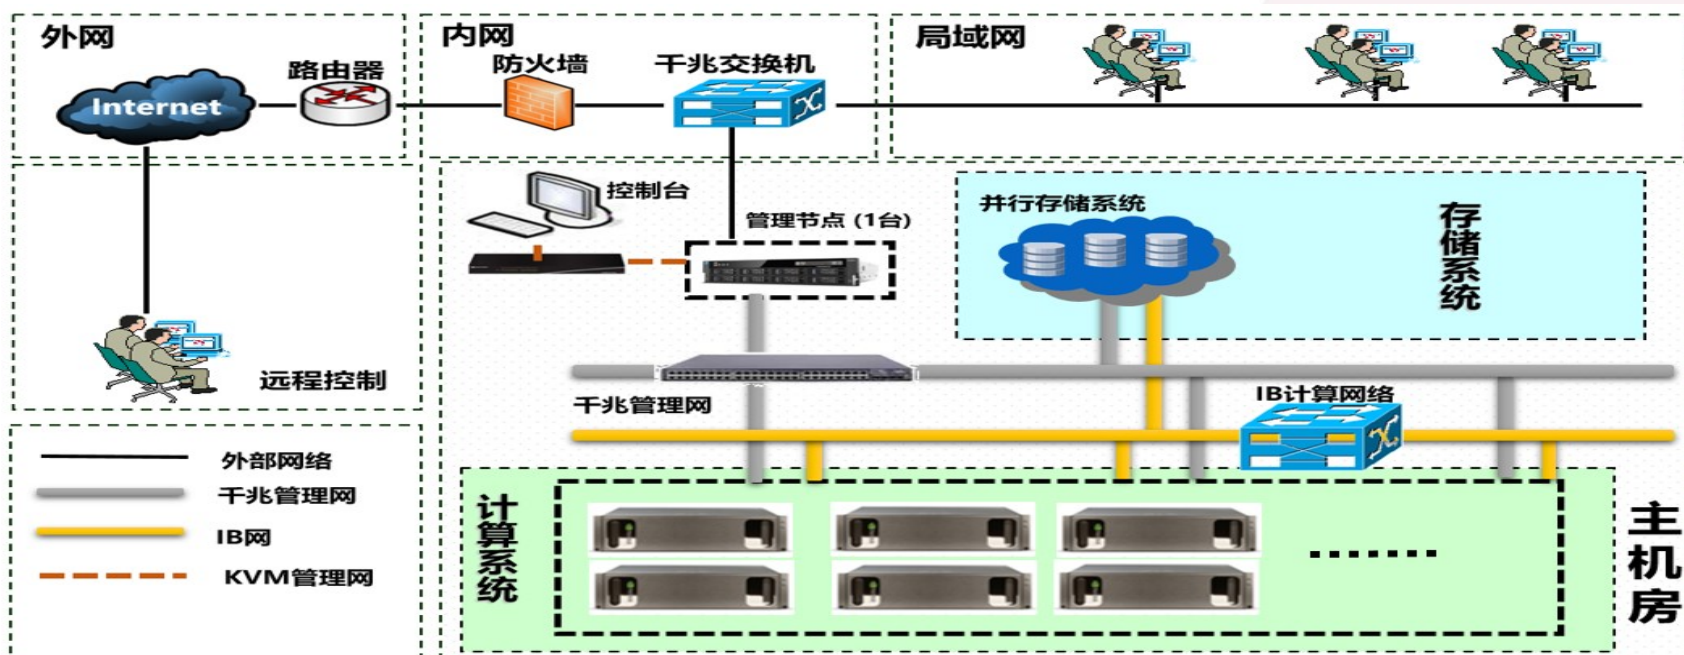 外网
路由器
Internet
内网
防火墙
千兆交换机
局域网
远程控制
控制台
管理节点 (1台)
并行存储系统
存储系统
千兆管理网
IB计算网络
外部网络
千兆管理网
IB网
KVM管理网
计算系统
主机房